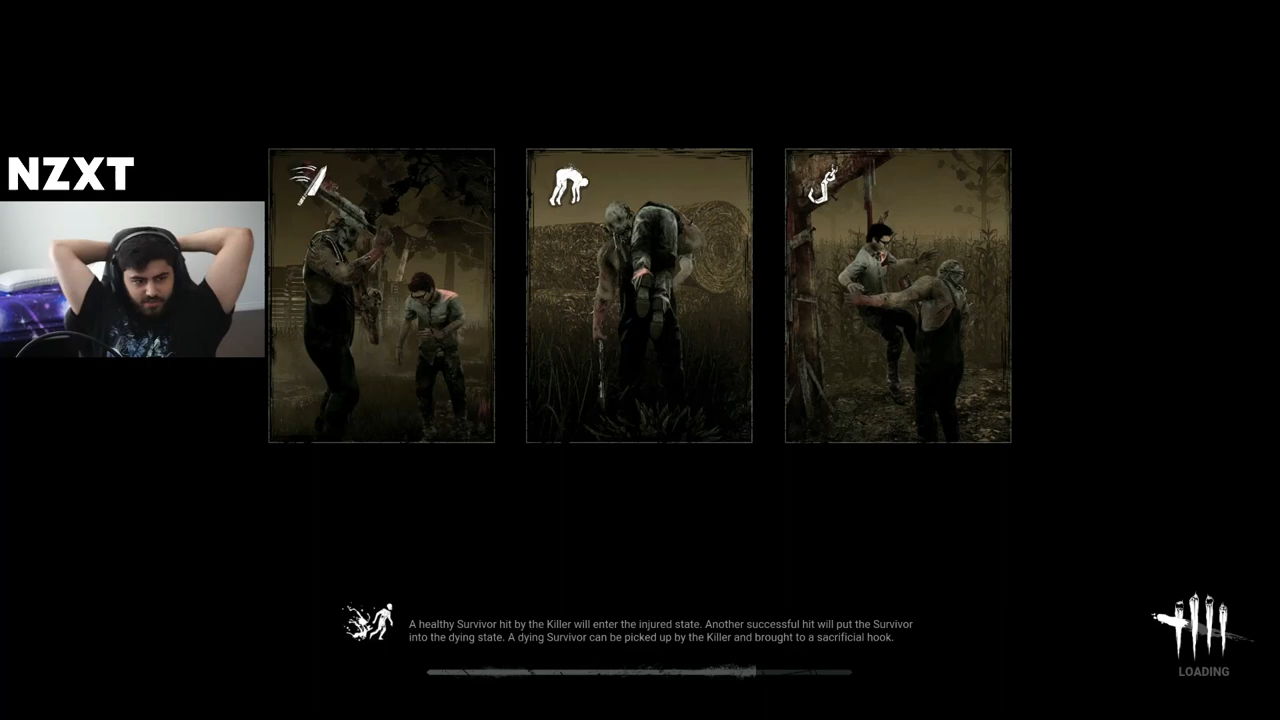 NZXT
A healthy Survivor hit by the Killer will enter the injured state. Another successful hit will put the Survivor
into the dying state. A dying Survivor can be picked up by the Killer and brought to a sacrificial hook.
LOADING